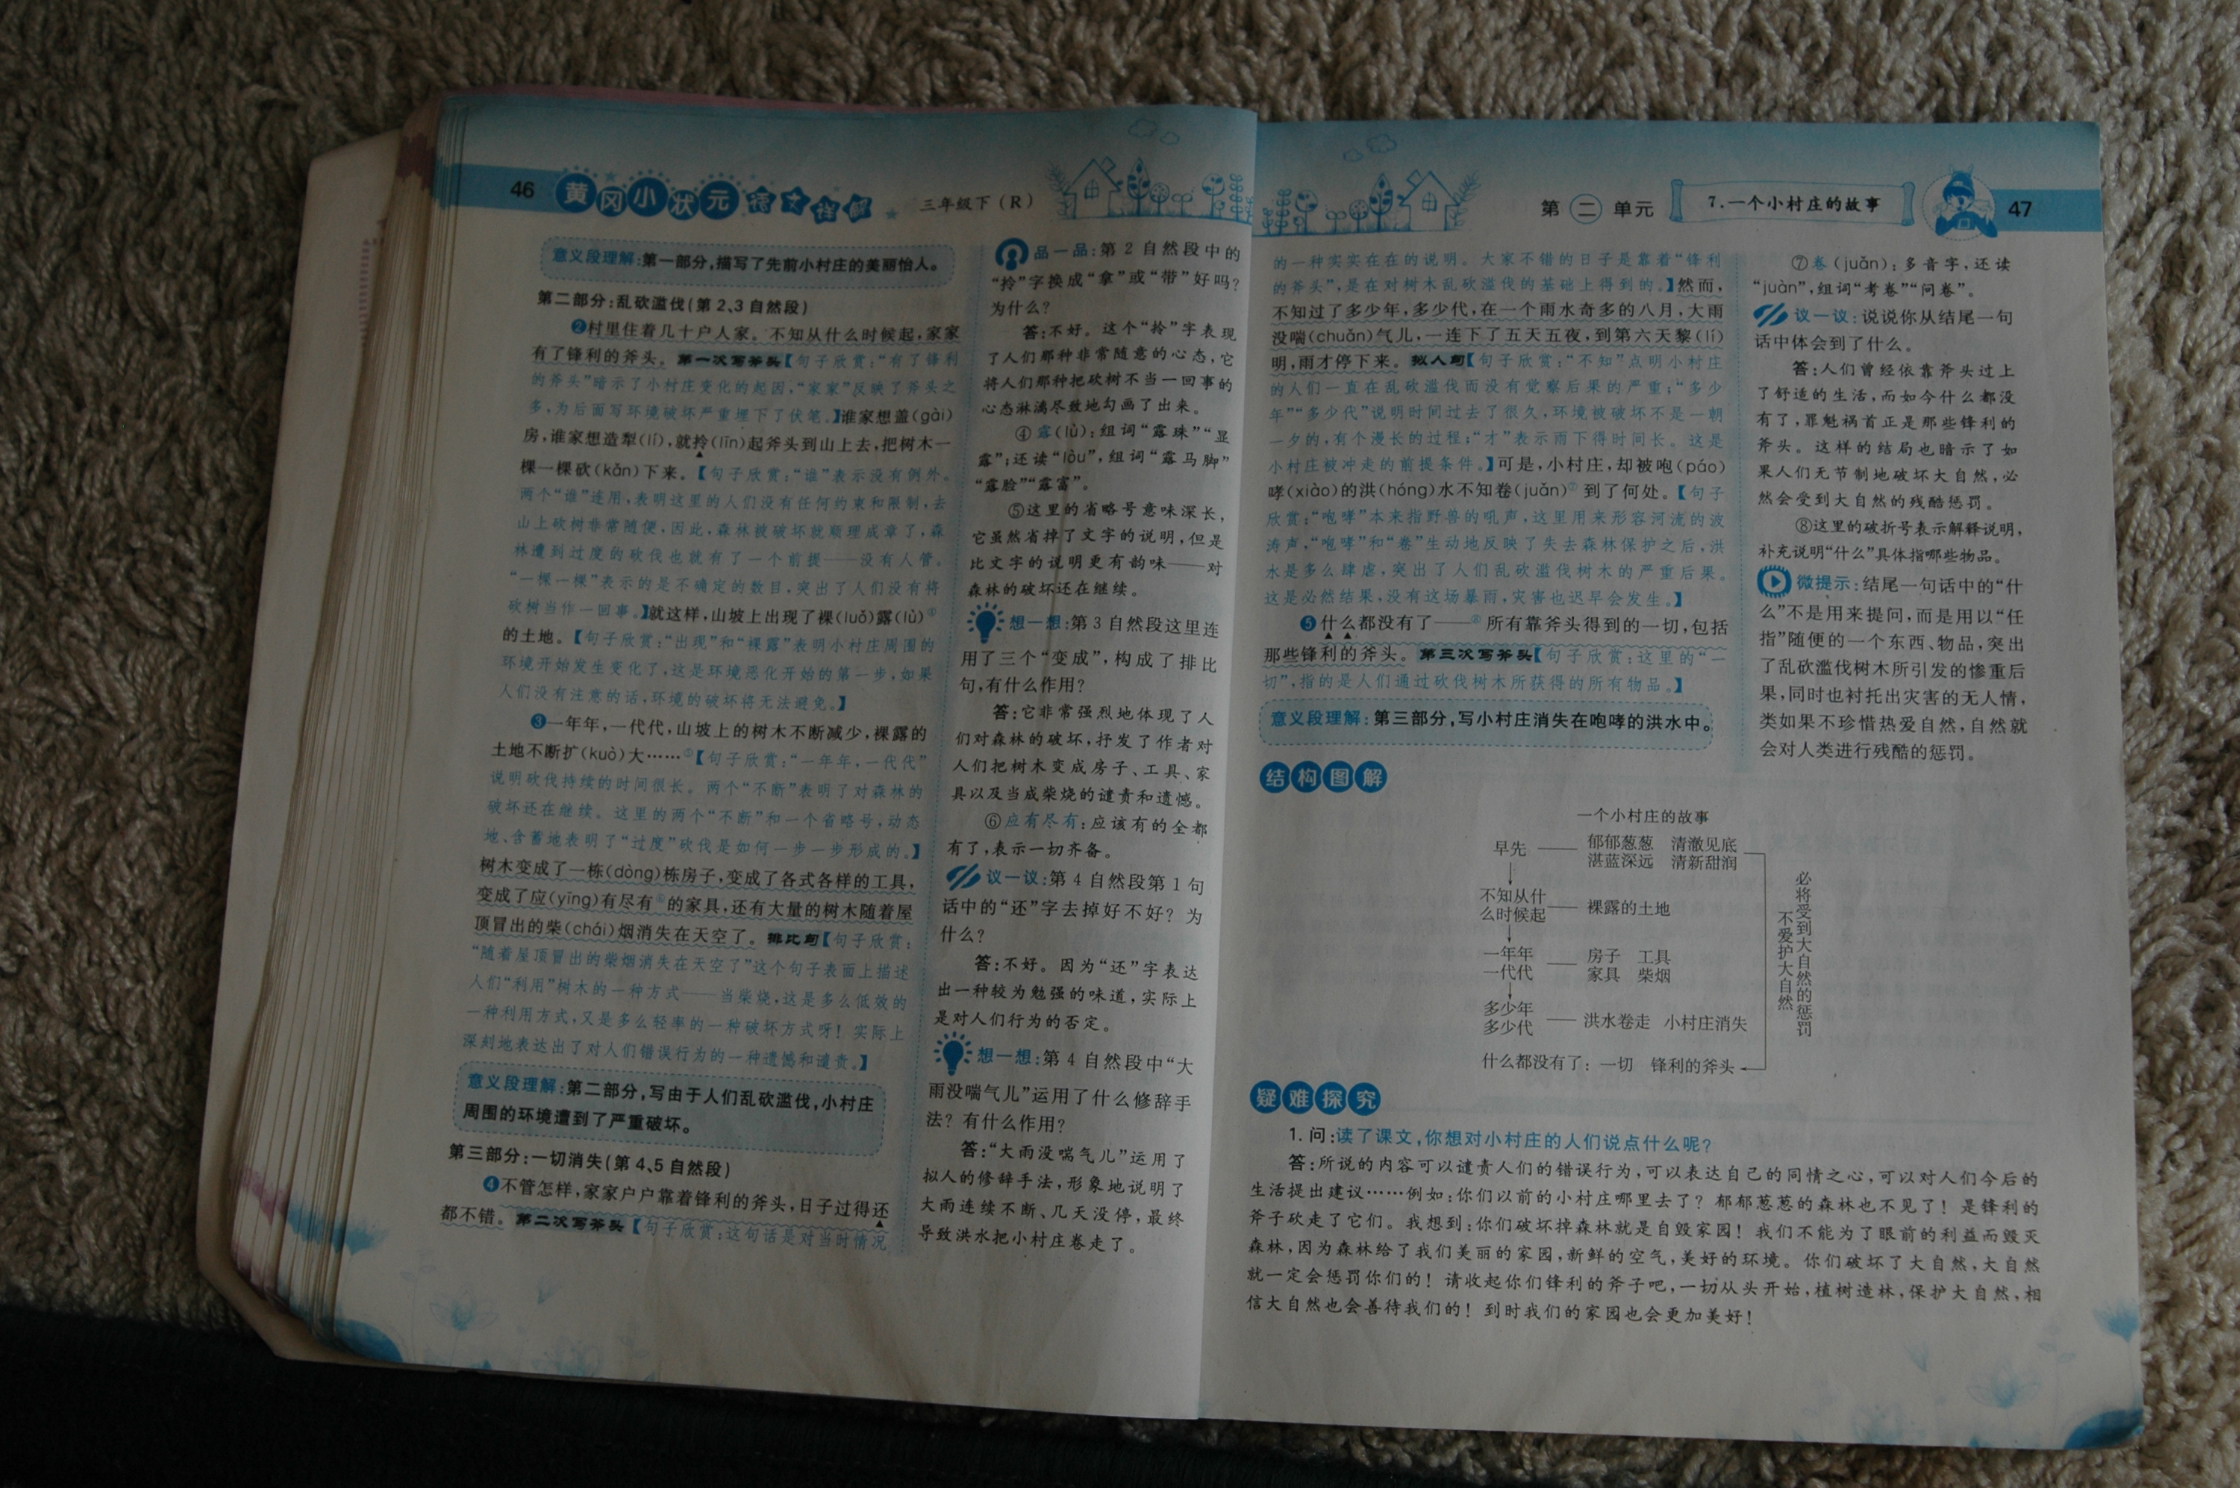 46 黄冈小状元 语文详解 三年级下(R)
意义段理解:第一部分,描写了先前小村庄的美丽怡人。
第二部分:乱砍滥伐(第2、3自然段)
❷村里住着几十户人家。不知从什么时候起,家家
有了锋利的斧头。第一次写斧头【句子欣赏:“有了锋利
的斧头”暗示了小村庄变化的起因,“家家”反映了斧头之
多,为后面写环境破坏严重埋下了伏笔。】谁家想盖(gài)
房,谁家想造犁(lí),就拎(līn)起斧头到山上去,把树木一
棵一棵砍(kǎn)下来。【句子欣赏:“谁”表示没有例外。
两个“谁”连用,表明这里的人们没有任何约束和限制,去
山上砍树非常随便,因此,森林被破坏就顺理成章了,森
林遭到过度的砍伐也就有了一个前提——没有人管。
“一棵一棵”表示的是不确定的数目,突出了人们没有将
砍树当作一回事。】就这样,山坡上出现了裸(luǒ)露(lù)④
的土地。【句子欣赏:“出现”和“裸露”表明小村庄周围的
环境开始发生变化了,这是环境恶化开始的第一步,如果
人们没有注意的话,环境的破坏将无法避免。】
❸一年年,一代代,山坡上的树木不断减少,裸露的
土地不断扩(kuò)大……⑤【句子欣赏:“一年年,一代代”
说明砍伐持续的时间很长。两个“不断”表明了对森林的
破坏还在继续。这里的两个“不断”和一个省略号,动态
地、含蓄地表明了“过度”砍伐是如何一步一步形成的。】
树木变成了一栋(dòng)栋房子,变成了各式各样的工具,
变成了应(yīng)有尽有⑥的家具,还有大量的树木随着屋
顶冒出的柴(chái)烟消失在天空了。排比句【句子欣赏:
“随着屋顶冒出的柴烟消失在天空了”这个句子表面上描述
人们“利用”树木的一种方式——当柴烧,这是多么低效的
一种利用方式,又是多么轻率的一种破坏方式呀!实际上
深刻地表达出了对人们错误行为的一种遗憾和谴责。】
意义段理解:第二部分,写由于人们乱砍滥伐,小村庄
周围的环境遭到了严重破坏。
第三部分:一切消失(第4、5自然段)
❹不管怎样,家家户户靠着锋利的斧头,日子过得还
都不错。第二次写斧头【句子欣赏:这句话是对当时情况
品一品:第2自然段中的
“拎”字换成“拿”或“带”好吗?
为什么?
答:不好。这个“拎”字表现
了人们那种非常随意的心态,它
将人们那种把砍树不当一回事的
心态淋漓尽致地勾画了出来。
④露(lù):组词“露珠”“显
露”;还读“lòu”,组词“露马脚”
“露脸”“露富”。
⑤这里的省略号意味深长,
它虽然省掉了文字的说明,但是
比文字的说明更有韵味——对
森林的破坏还在继续。
想一想:第3自然段这里连
用了三个“变成”,构成了排比
句,有什么作用?
答:它非常强烈地体现了人
们对森林的破坏,抒发了作者对
人们把树木变成房子、工具、家
具以及当成柴烧的谴责和遗憾。
⑥应有尽有:应该有的全都
有了,表示一切齐备。
议一议:第4自然段第1句
话中的“还”字去掉好不好?为
什么?
答:不好。因为“还”字表达
出一种较为勉强的味道,实际上
是对人们行为的否定。
想一想:第4自然段中“大
雨没喘气儿”运用了什么修辞手
法?有什么作用?
答:“大雨没喘气儿”运用了
拟人的修辞手法,形象地说明了
大雨连续不断、几天没停,最终
导致洪水把小村庄卷走了。
第二单元 7.一个小村庄的故事 47
的一种实实在在的说明。大家不错的日子是靠着“锋利
的斧头”,是在对树木乱砍滥伐的基础上得到的。】然而,
不知过了多少年,多少代,在一个雨水奇多的八月,大雨
没喘(chuǎn)气儿,一连下了五天五夜,到第六天黎(lí)
明,雨才停下来。拟人句【句子欣赏:“不知”点明小村庄
的人们一直在乱砍滥伐而没有觉察后果的严重;“多少
年”“多少代”说明时间过去了很久,环境被破坏不是一朝
一夕的,有个漫长的过程;“才”表示雨下得时间长。这是
小村庄被冲走的前提条件。】可是,小村庄,却被咆(páo)
哮(xiào)的洪(hóng)水不知卷(juǎn)⑦到了何处。【句子
欣赏:“咆哮”本来指野兽的吼声,这里用来形容河流的波
涛声,“咆哮”和“卷”生动地反映了失去森林保护之后,洪
水是多么肆虐,突出了人们乱砍滥伐树木的严重后果。
这是必然结果,没有这场暴雨,灾害也迟早会发生。】
❺什么都没有了——⑧所有靠斧头得到的一切,包括
那些锋利的斧头。第三次写斧头【句子欣赏:这里的“一
切”,指的是人们通过砍伐树木所获得的所有物品。】
意义段理解:第三部分,写小村庄消失在咆哮的洪水中。
⑦卷(juǎn):多音字,还读
“juàn”,组词“考卷”“问卷”。
议一议:说说你从结尾一句
话中体会到了什么。
答:人们曾经依靠斧头过上
了舒适的生活,而如今什么都没
有了,罪魁祸首正是那些锋利的
斧头。这样的结局也暗示了如
果人们无节制地破坏大自然,必
然会受到大自然的残酷惩罚。
⑧这里的破折号表示解释说明,
补充说明“什么”具体指哪些物品。
微提示:结尾一句话中的“什
么”不是用来提问,而是用以“任
指”随便的一个东西、物品,突出
了乱砍滥伐树木所引发的惨重后
果,同时也衬托出灾害的无人情,
类如果不珍惜热爱自然,自然就
会对人类进行残酷的惩罚。
结构图解
一个小村庄的故事
早先 —— 郁郁葱葱 清澈见底
湛蓝深远 清新甜润
不知从什
么时候起 —— 裸露的土地
一年年
一代代 —— 房子 工具
家具 柴烟
多少年
多少代 —— 洪水卷走 小村庄消失
什么都没有了:一切 锋利的斧头
不爱护大自然
必将受到大自然的惩罚
疑难探究
1.问:读了课文,你想对小村庄的人们说点什么呢?
答:所说的内容可以谴责人们的错误行为,可以表达自己的同情之心,可以对人们今后的
生活提出建议……例如:你们以前的小村庄哪里去了?郁郁葱葱的森林也不见了!是锋利的
斧子砍走了它们。我想到:你们破坏掉森林就是自毁家园!我们不能为了眼前的利益而毁灭
森林,因为森林给了我们美丽的家园,新鲜的空气,美好的环境。你们破坏了大自然,大自然
就一定会惩罚你们的!请收起你们锋利的斧子吧,一切从头开始,植树造林,保护大自然,相
信大自然也会善待我们的!到时我们的家园也会更加美好!